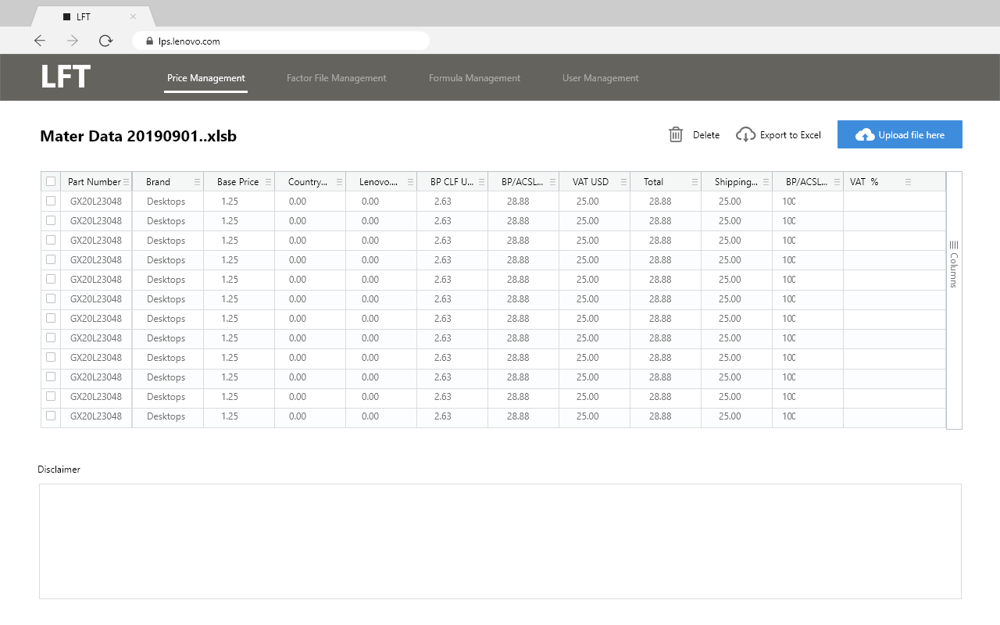 LFT
lps.lenovo.com
LFT Price Management Factor File Management Formula Management User Management
Mater Data 20190901..xlsb Delete Export to Excel Upload file here
Part Number Brand Base Price Country... Lenovo.... BP CLF U... BP/ACSL... VAT USD Total Shipping... BP/ACSL... VAT %
GX20L23048 Desktops 1.25 0.00 0.00 2.63 28.88 25.00 28.88 25.00 100
GX20L23048 Desktops 1.25 0.00 0.00 2.63 28.88 25.00 28.88 25.00 100
GX20L23048 Desktops 1.25 0.00 0.00 2.63 28.88 25.00 28.88 25.00 100
GX20L23048 Desktops 1.25 0.00 0.00 2.63 28.88 25.00 28.88 25.00 100
GX20L23048 Desktops 1.25 0.00 0.00 2.63 28.88 25.00 28.88 25.00 100
GX20L23048 Desktops 1.25 0.00 0.00 2.63 28.88 25.00 28.88 25.00 100
GX20L23048 Desktops 1.25 0.00 0.00 2.63 28.88 25.00 28.88 25.00 100
GX20L23048 Desktops 1.25 0.00 0.00 2.63 28.88 25.00 28.88 25.00 100
GX20L23048 Desktops 1.25 0.00 0.00 2.63 28.88 25.00 28.88 25.00 100
GX20L23048 Desktops 1.25 0.00 0.00 2.63 28.88 25.00 28.88 25.00 100
GX20L23048 Desktops 1.25 0.00 0.00 2.63 28.88 25.00 28.88 25.00 100
GX20L23048 Desktops 1.25 0.00 0.00 2.63 28.88 25.00 28.88 25.00 100
Columns
Disclaimer